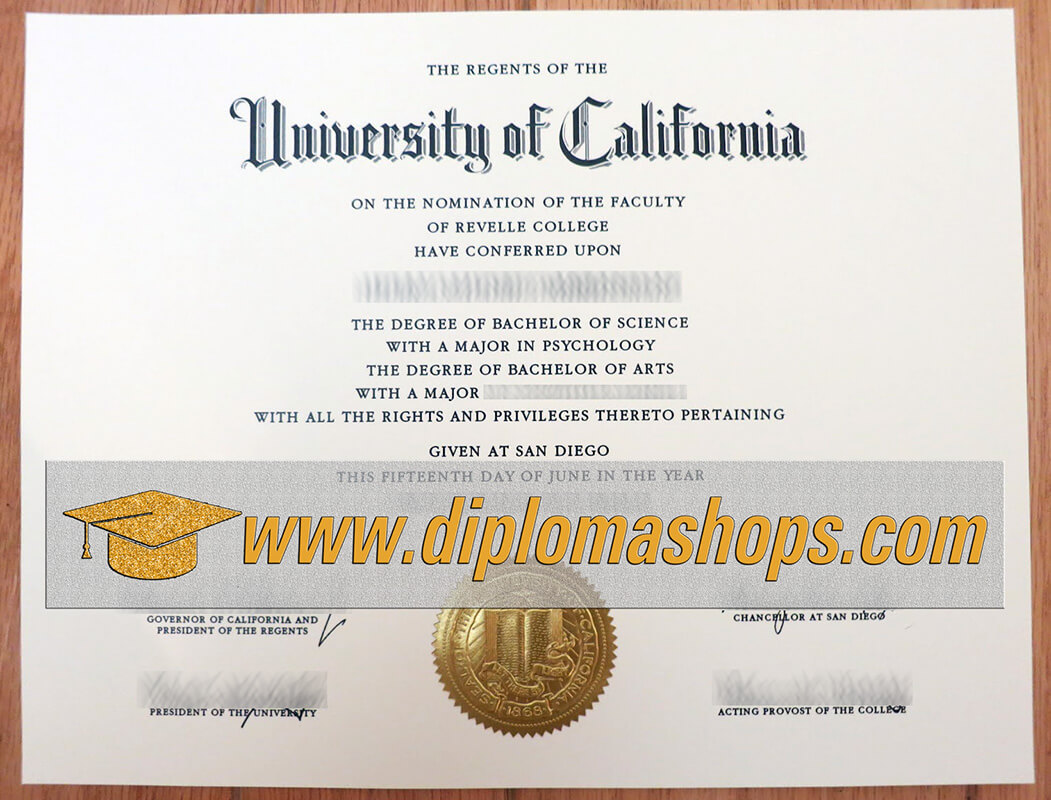 THE REGENTS OF THE
University of California
ON THE NOMINATION OF THE FACULTY
OF REVELLE COLLEGE
HAVE CONFERRED UPON
THE DEGREE OF BACHELOR OF SCIENCE
WITH A MAJOR IN PSYCHOLOGY
THE DEGREE OF BACHELOR OF ARTS
WITH A MAJOR
WITH ALL THE RIGHTS AND PRIVILEGES THERETO PERTAINING
GIVEN AT SAN DIEGO
THIS FIFTEENTH DAY OF JUNE IN THE YEAR
www.diplomashops.com
GOVERNOR OF CALIFORNIA AND
PRESIDENT OF THE REGENTS
CHANCELLOR AT SAN DIEGO
CALIFORNIA
1868
PRESIDENT OF THE UNIVERSITY
ACTING PROVOST OF THE COLLEGE